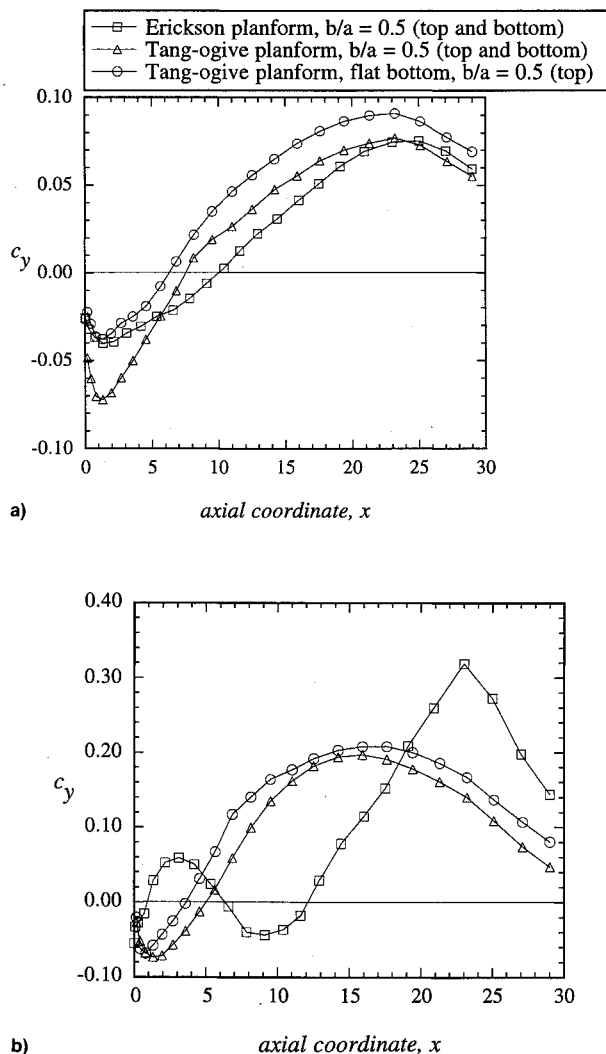 Erickson planform, b/a = 0.5 (top and bottom)
Tang-ogive planform, b/a = 0.5 (top and bottom)
Tang-ogive planform, flat bottom, b/a = 0.5 (top)
0.10
0.05
c_y
0.00
-0.05
-0.10
0 5 10 15 20 25 30
a) axial coordinate, x
0.40
c_y
0.30
0.20
0.10
0.00
-0.10
0 5 10 15 20 25 30
b) axial coordinate, x